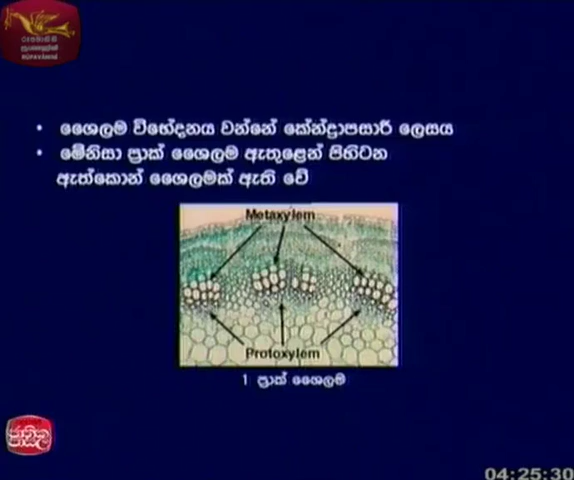 • ශෛලම විභේදනය වන්නේ කේන්ද්‍රාපසාරී ලෙසය
• මේනිසා ප්‍රාක් ශෛලම ඇතුළෙන් පිහිටන
ඇත්කොන් ශෛලමක් ඇති වේ
Metaxylem
Protoxylem
1 ප්‍රාක් ශෛලම
04:25:30